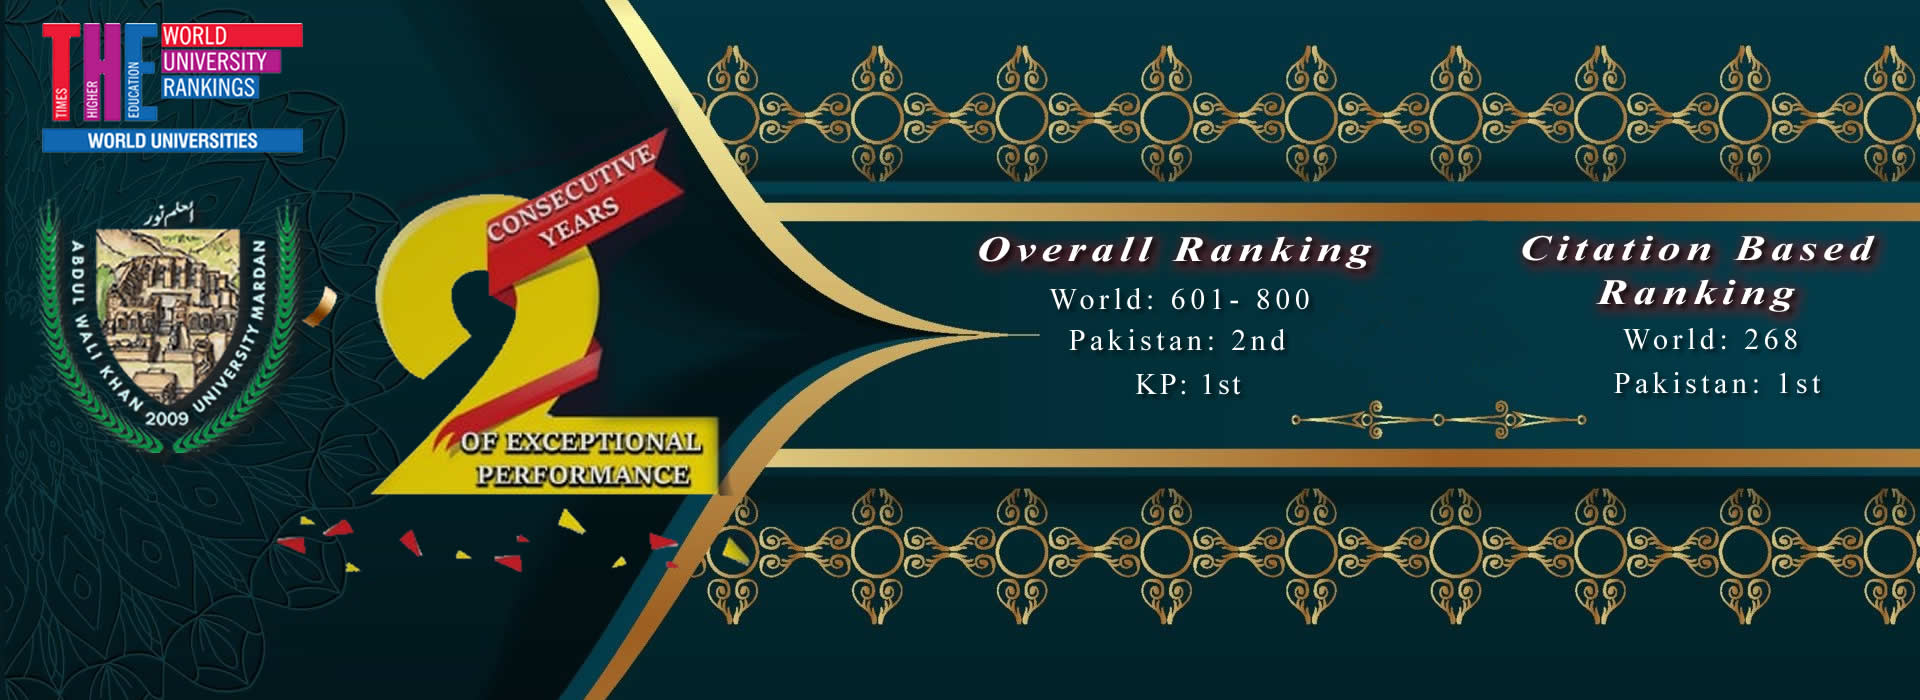 THE
TIMES
HIGHER
EDUCATION
WORLD
UNIVERSITY
RANKINGS
WORLD UNIVERSITIES
العلم نور
ABDUL WALI KHAN UNIVERSITY MARDAN
2009
2
CONSECUTIVE
YEARS
OF EXCEPTIONAL
PERFORMANCE
Overall Ranking
World: 601- 800
Pakistan: 2nd
KP: 1st
Citation Based
Ranking
World: 268
Pakistan: 1st